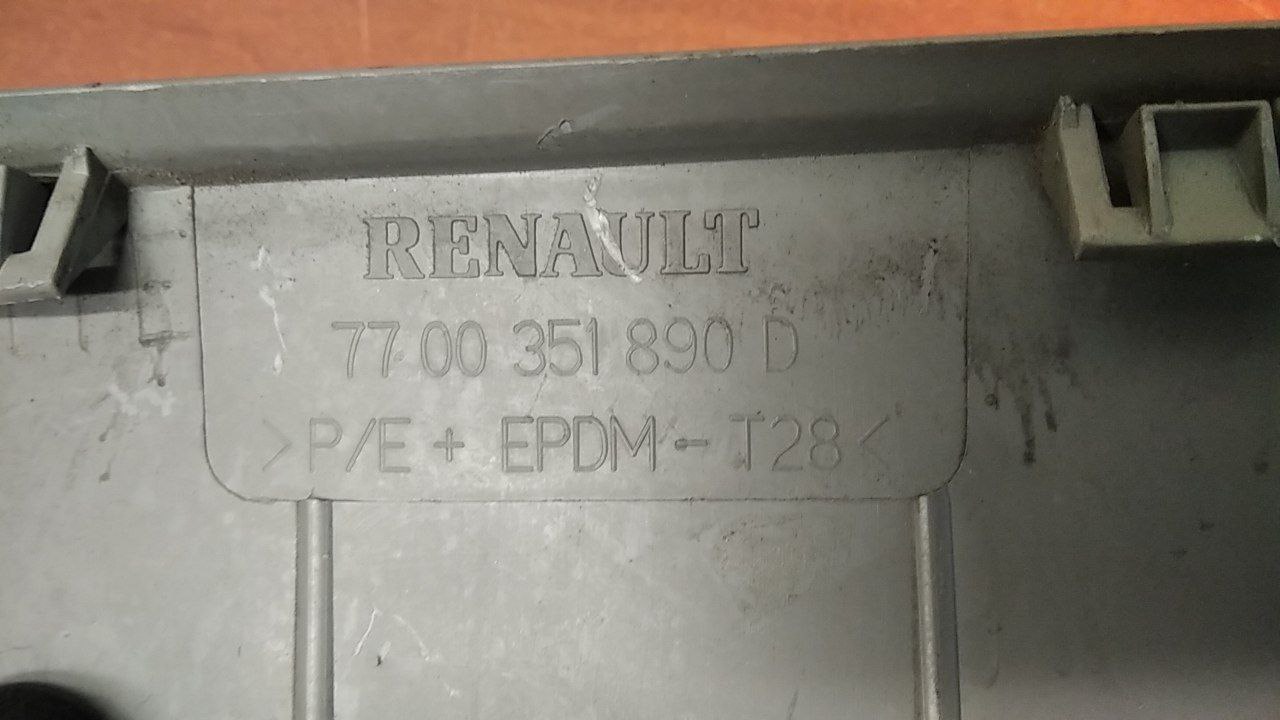 RENAULT
77 00 351 890 D
>P/E + EPDM - T28<